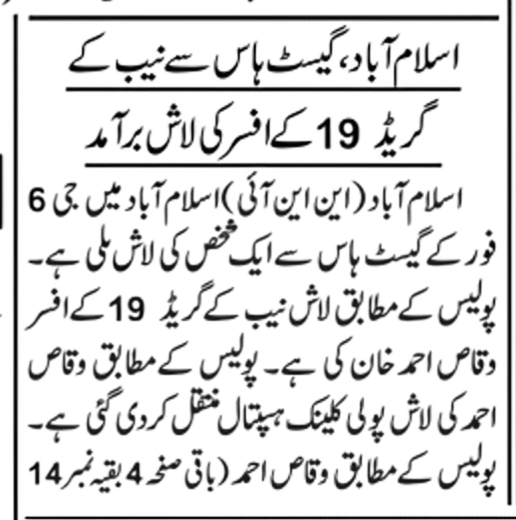 اسلام آباد، گیسٹ ہاس سے نیب کے
گریڈ 19 کے افسر کی لاش برآمد
اسلام آباد (این این آئی) اسلام آباد میں جی 6
فور کے گیسٹ ہاس سے ایک شخص کی لاش ملی ہے۔
پولیس کے مطابق لاش نیب کے گریڈ 19 کے افسر
وقاص احمد خان کی ہے۔ پولیس کے مطابق وقاص
احمد کی لاش پولی کلینک ہسپتال منتقل کردی گئی ہے۔
پولیس کے مطابق وقاص احمد (باقی صفحہ 4 بقیہ نمبر 14